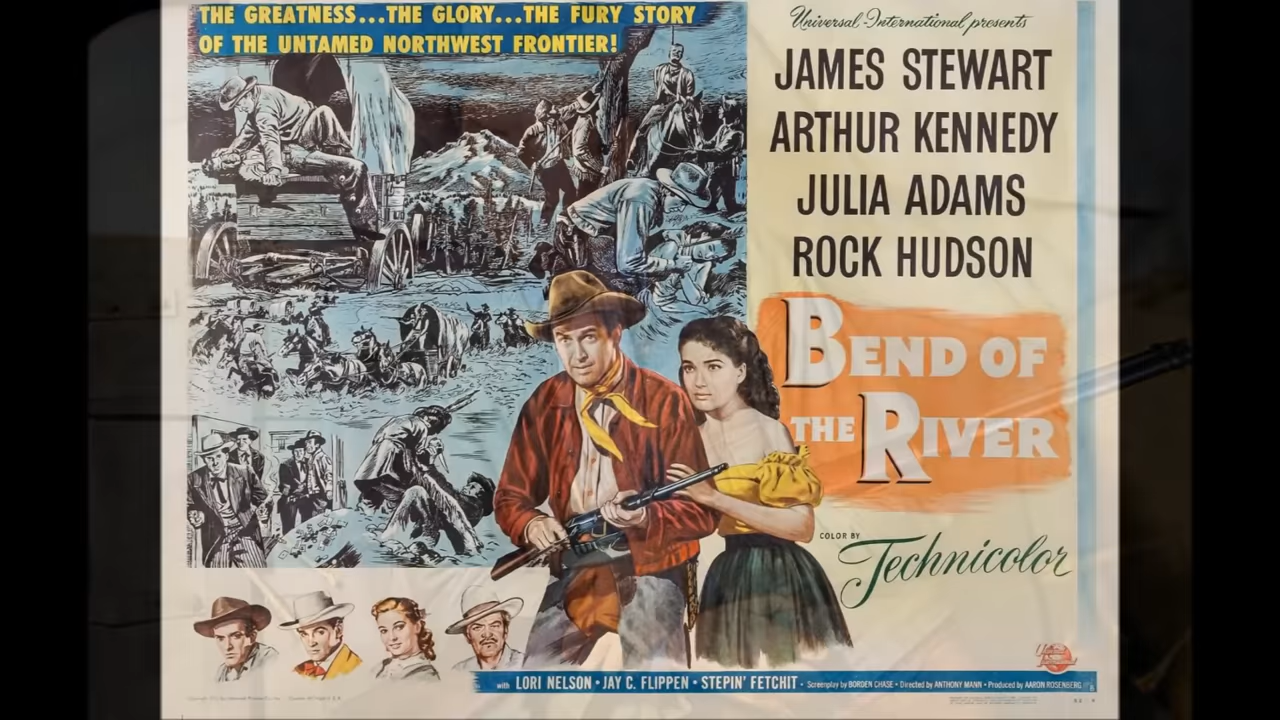 THE GREATNESS...THE GLORY...THE FURY STORY
OF THE UNTAMED NORTHWEST FRONTIER!
Universal-International presents
JAMES STEWART
ARTHUR KENNEDY
JULIA ADAMS
ROCK HUDSON
BEND OF
THE RIVER
COLOR BY
Technicolor
with LORI NELSON • JAY C. FLIPPEN • STEPIN' FETCHIT • Screenplay by BORDEN CHASE • Directed by ANTHONY MANN • Produced by AARON ROSENBERG